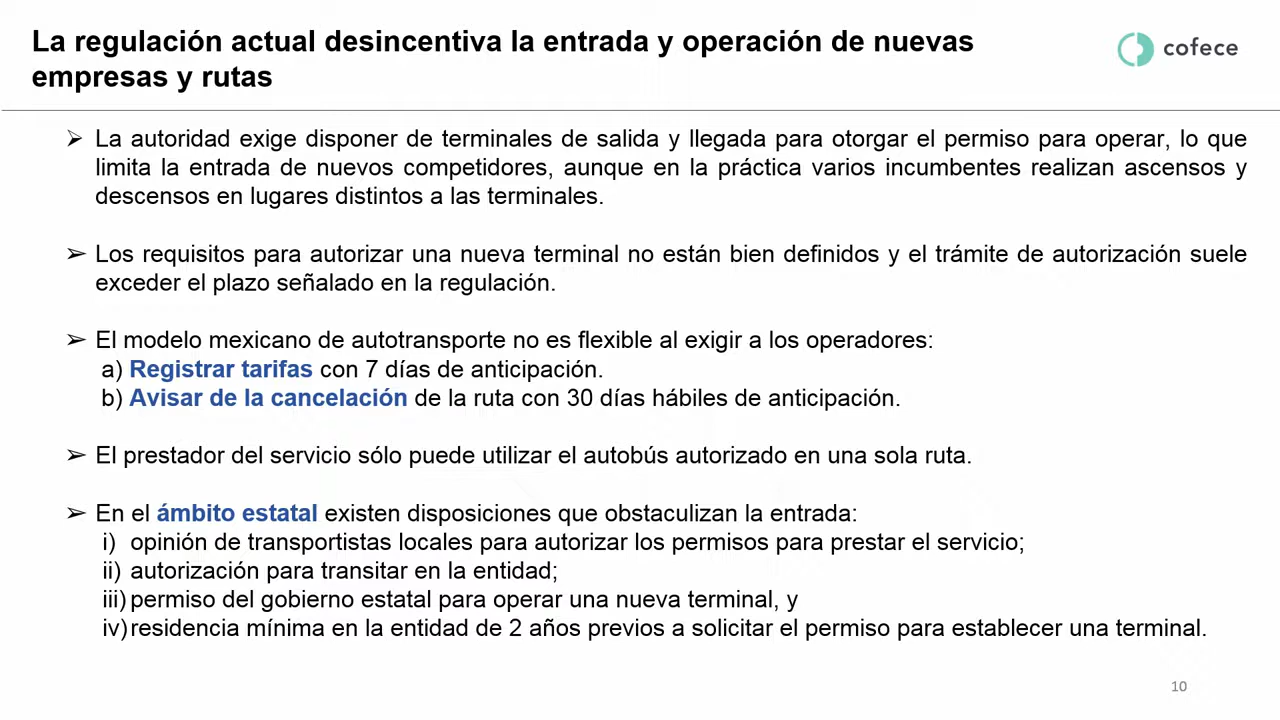 La regulación actual desincentiva la entrada y operación de nuevas
empresas y rutas
cofece
➢ La autoridad exige disponer de terminales de salida y llegada para otorgar el permiso para operar, lo que
limita la entrada de nuevos competidores, aunque en la práctica varios incumbentes realizan ascensos y
descensos en lugares distintos a las terminales.
➢ Los requisitos para autorizar una nueva terminal no están bien definidos y el trámite de autorización suele
exceder el plazo señalado en la regulación.
➢ El modelo mexicano de autotransporte no es flexible al exigir a los operadores:
a) Registrar tarifas con 7 días de anticipación.
b) Avisar de la cancelación de la ruta con 30 días hábiles de anticipación.
➢ El prestador del servicio sólo puede utilizar el autobús autorizado en una sola ruta.
➢ En el ámbito estatal existen disposiciones que obstaculizan la entrada:
i) opinión de transportistas locales para autorizar los permisos para prestar el servicio;
ii) autorización para transitar en la entidad;
iii) permiso del gobierno estatal para operar una nueva terminal, y
iv) residencia mínima en la entidad de 2 años previos a solicitar el permiso para establecer una terminal.
10